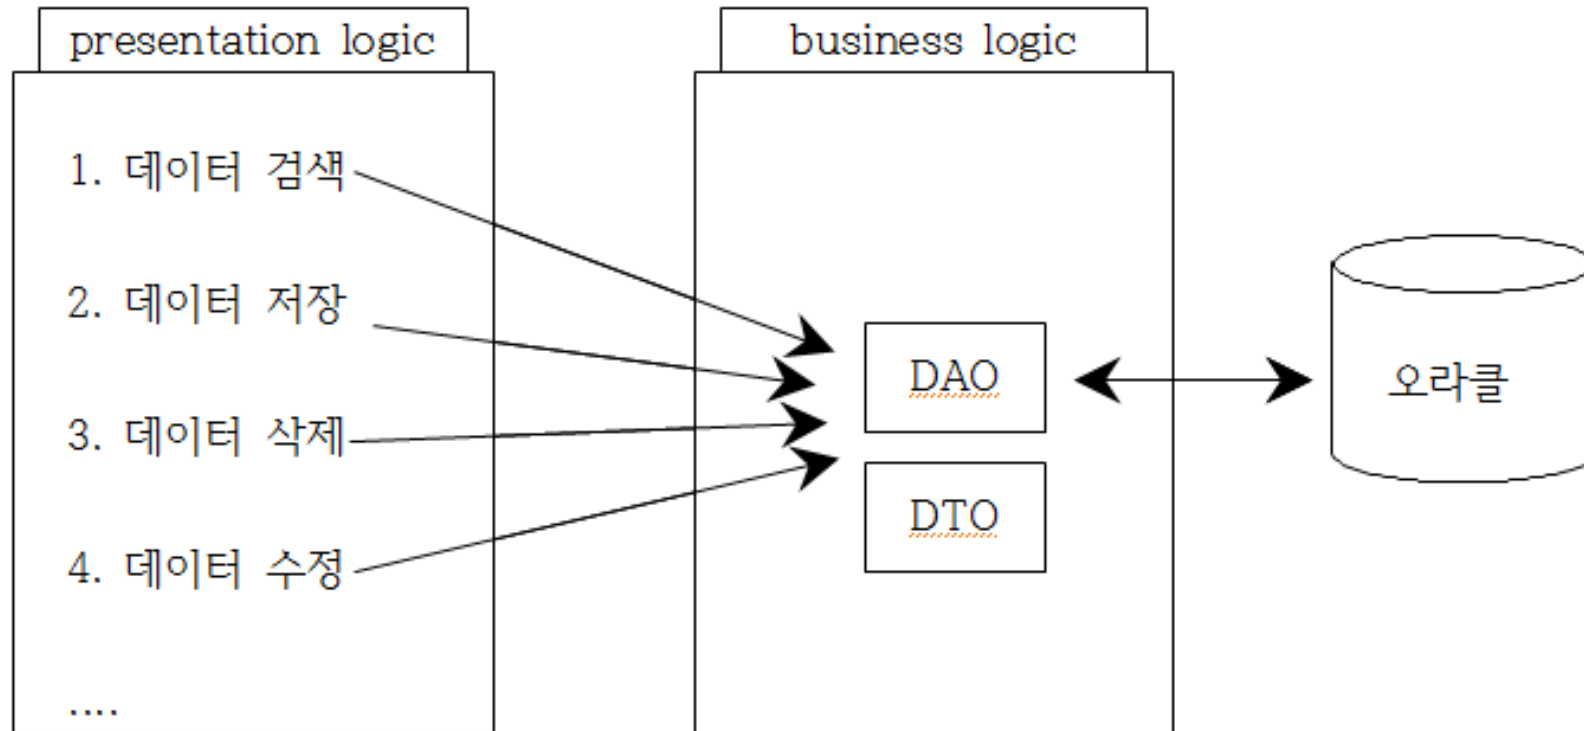 presentation logic
1. 데이터 검색
2. 데이터 저장
3. 데이터 삭제
4. 데이터 수정
....
business logic
DAO
DTO
오라클